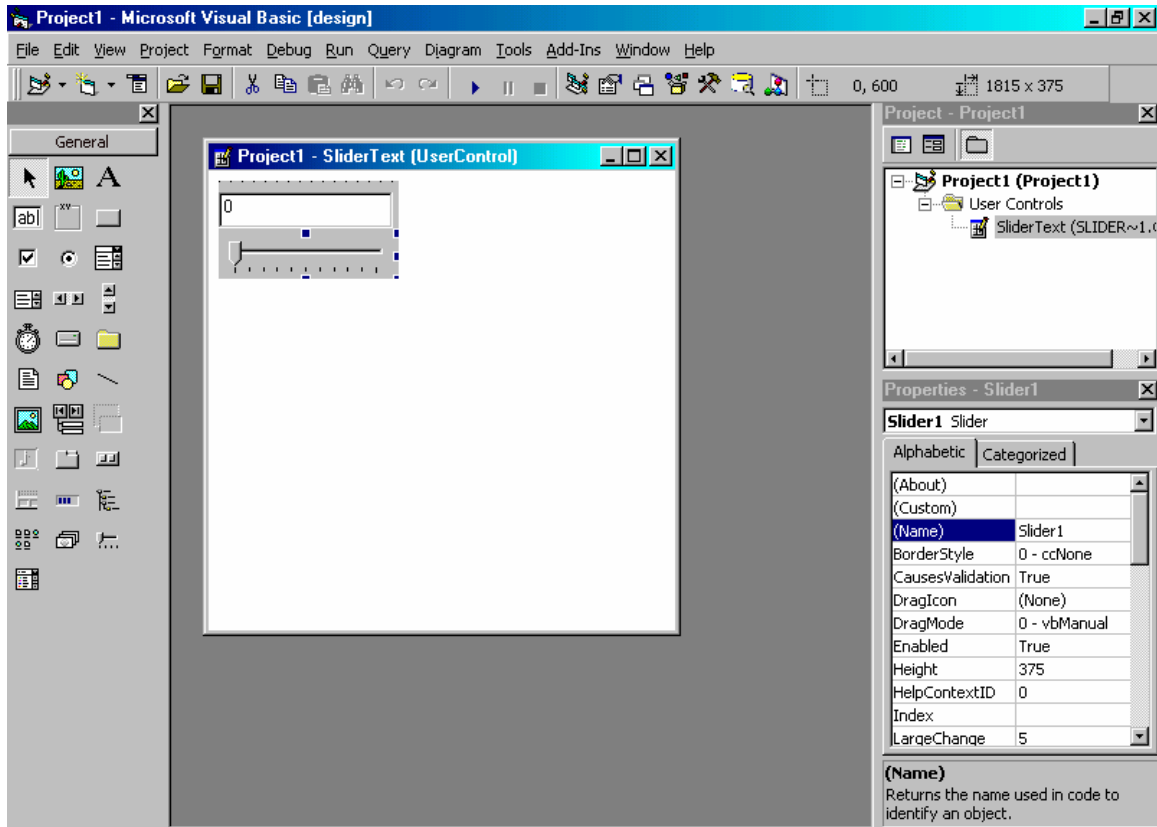 Project1 - Microsoft Visual Basic [design]
File Edit View Project Format Debug Run Query Diagram Tools Add-Ins Window Help
0, 600 1815 x 375
General
A
ab|
xv
Project1 - SliderText (UserControl)
0
Project - Project1
Project1 (Project1)
User Controls
SliderText (SLIDER~1.
Properties - Slider1
Slider1 Slider
Alphabetic Categorized
(About)
(Custom)
(Name) Slider1
BorderStyle 0 - ccNone
CausesValidation True
DragIcon (None)
DragMode 0 - vbManual
Enabled True
Height 375
HelpContextID 0
Index
LargeChange 5
(Name)
Returns the name used in code to
identify an object.